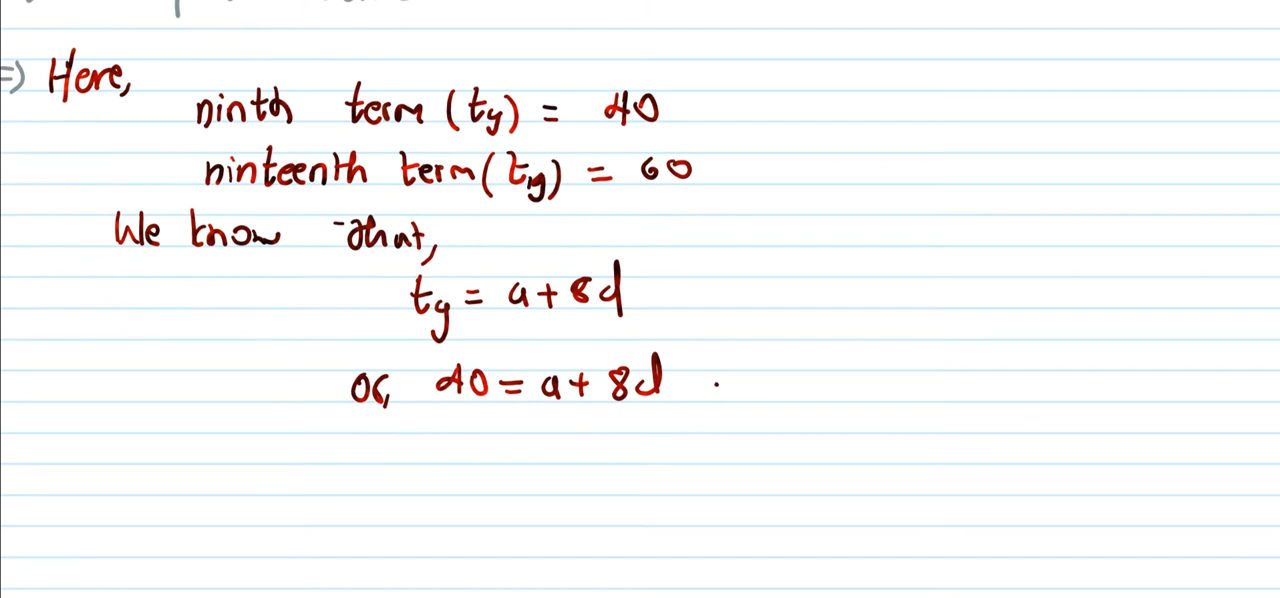 =) Here,
ninth term (t9) = 40
ninteenth term (t19) = 60
We know that,
t9 = a + 8d
or, 40 = a + 8d .